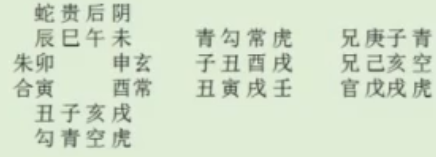 蛇贵后阴
辰巳午未 青勾常虎 兄庚子青
朱卯 申玄 子丑酉戌 兄己亥空
合寅 酉常 丑寅戌壬 官戊戌虎
丑子亥戌
勾青空虎